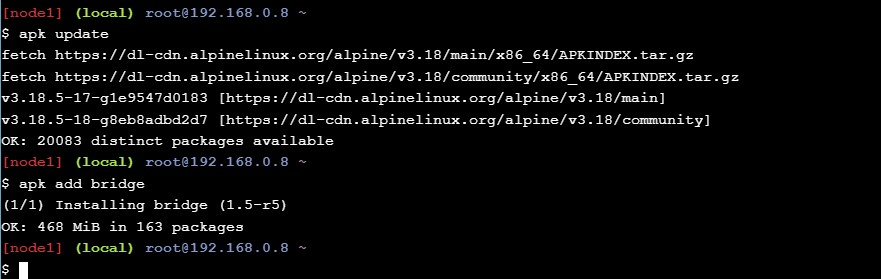 [node1] (local) root@192.168.0.8 ~
$ apk update
fetch https://dl-cdn.alpinelinux.org/alpine/v3.18/main/x86_64/APKINDEX.tar.gz
fetch https://dl-cdn.alpinelinux.org/alpine/v3.18/community/x86_64/APKINDEX.tar.gz
v3.18.5-17-g1e9547d0183 [https://dl-cdn.alpinelinux.org/alpine/v3.18/main]
v3.18.5-18-g8eb8adbd2d7 [https://dl-cdn.alpinelinux.org/alpine/v3.18/community]
OK: 20083 distinct packages available
[node1] (local) root@192.168.0.8 ~
$ apk add bridge
(1/1) Installing bridge (1.5-r5)
OK: 468 MiB in 163 packages
[node1] (local) root@192.168.0.8 ~
$